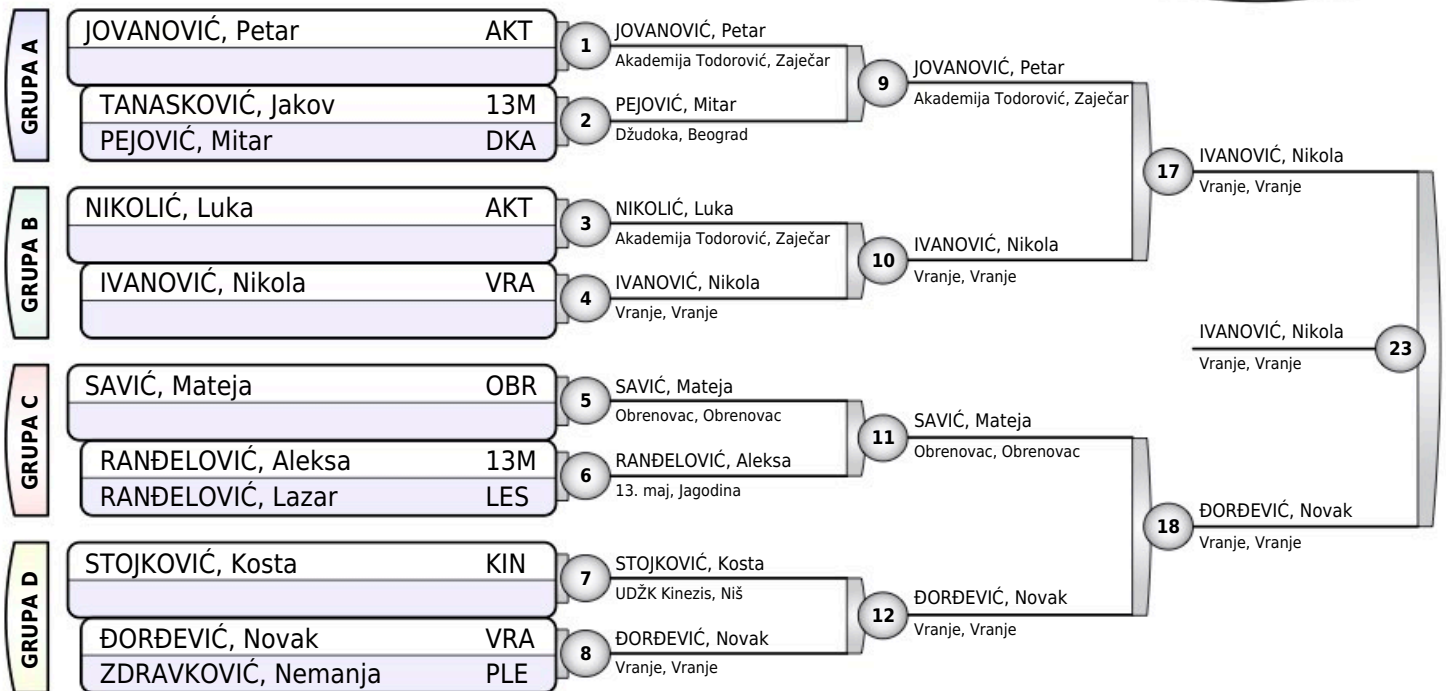 GRUPA A
JOVANOVIĆ, Petar AKT
TANASKOVIĆ, Jakov 13M
PEJOVIĆ, Mitar DKA
GRUPA B
NIKOLIĆ, Luka AKT
IVANOVIĆ, Nikola VRA
GRUPA C
SAVIĆ, Mateja OBR
RANĐELOVIĆ, Aleksa 13M
RANĐELOVIĆ, Lazar LES
GRUPA D
STOJKOVIĆ, Kosta KIN
ĐORĐEVIĆ, Novak VRA
ZDRAVKOVIĆ, Nemanja PLE
1
JOVANOVIĆ, Petar
Akademija Todorović, Zaječar
2
PEJOVIĆ, Mitar
Džudoka, Beograd
3
NIKOLIĆ, Luka
Akademija Todorović, Zaječar
4
IVANOVIĆ, Nikola
Vranje, Vranje
5
SAVIĆ, Mateja
Obrenovac, Obrenovac
6
RANĐELOVIĆ, Aleksa
13. maj, Jagodina
7
STOJKOVIĆ, Kosta
UDŽK Kinezis, Niš
8
ĐORĐEVIĆ, Novak
Vranje, Vranje
9
JOVANOVIĆ, Petar
Akademija Todorović, Zaječar
10
IVANOVIĆ, Nikola
Vranje, Vranje
11
SAVIĆ, Mateja
Obrenovac, Obrenovac
12
ĐORĐEVIĆ, Novak
Vranje, Vranje
17
IVANOVIĆ, Nikola
Vranje, Vranje
18
ĐORĐEVIĆ, Novak
Vranje, Vranje
IVANOVIĆ, Nikola
Vranje, Vranje
23